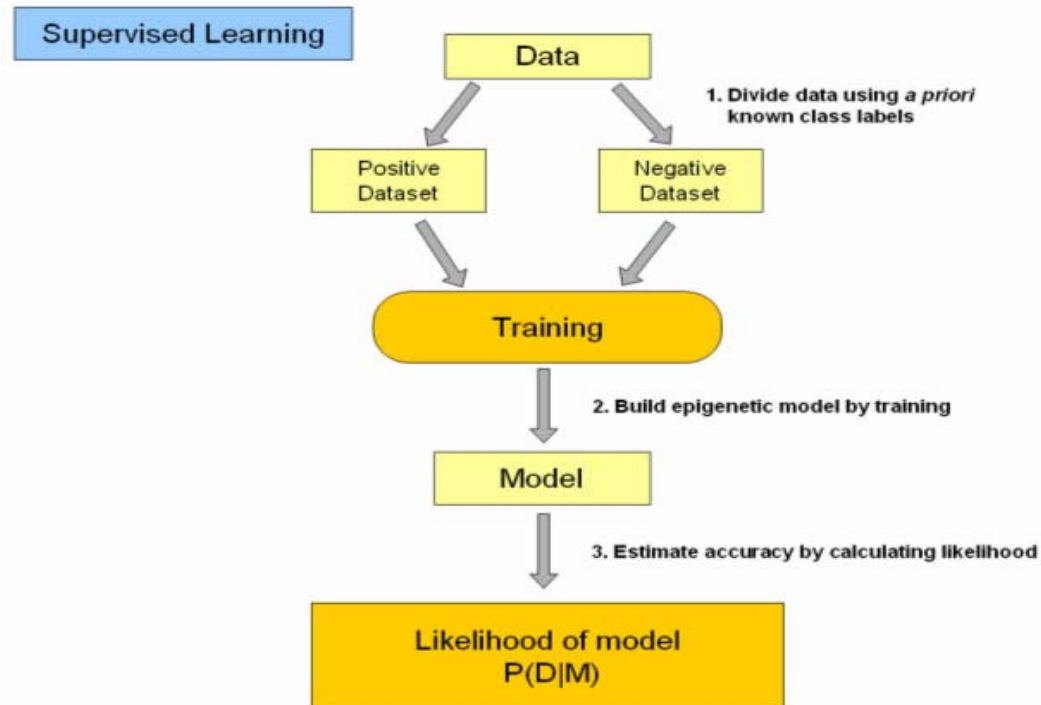 Supervised Learning
Data
1. Divide data using a priori
known class labels
Positive
Dataset
Negative
Dataset
Training
2. Build epigenetic model by training
Model
3. Estimate accuracy by calculating likelihood
Likelihood of model
P(D|M)